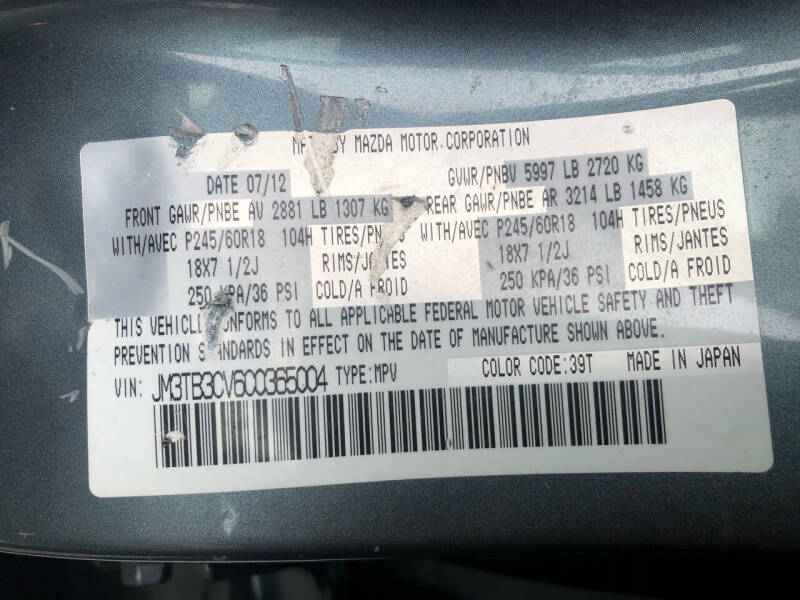 BY MAZDA MOTOR CORPORATION
DATE 07/12 GVWR/PNBV 5997 LB 2720 KG
FRONT GAWR/PNBE AV 2881 LB 1307 KG REAR GAWR/PNBE AR 3214 LB 1458 KG
WITH/AVEC P245/60R18 104H TIRES/PNEUS WITH/AVEC P245/60R18 104H TIRES/PNEUS
18X7 1/2J RIMS/JANTES 18X7 1/2J RIMS/JANTES
250 KPA/36 PSI COLD/A FROID 250 KPA/36 PSI COLD/A FROID
THIS VEHICLE CONFORMS TO ALL APPLICABLE FEDERAL MOTOR VEHICLE SAFETY AND THEFT
PREVENTION STANDARDS IN EFFECT ON THE DATE OF MANUFACTURE SHOWN ABOVE.
COLOR CODE:39T MADE IN JAPAN
VIN: JM3TB3CV600365004 TYPE:MPV